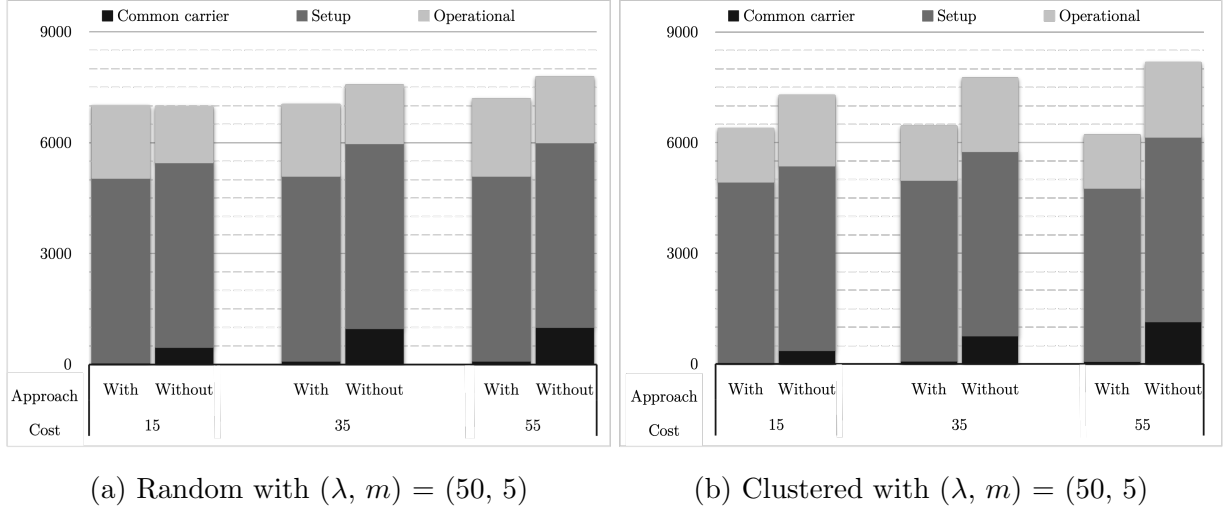 Common carrier Setup Operational
9000
6000
3000
0
Approach With Without With Without With Without
Cost 15 35 55
(a) Random with (λ, m) = (50, 5)
Common carrier Setup Operational
9000
6000
3000
0
Approach With Without With Without With Without
Cost 15 35 55
(b) Clustered with (λ, m) = (50, 5)